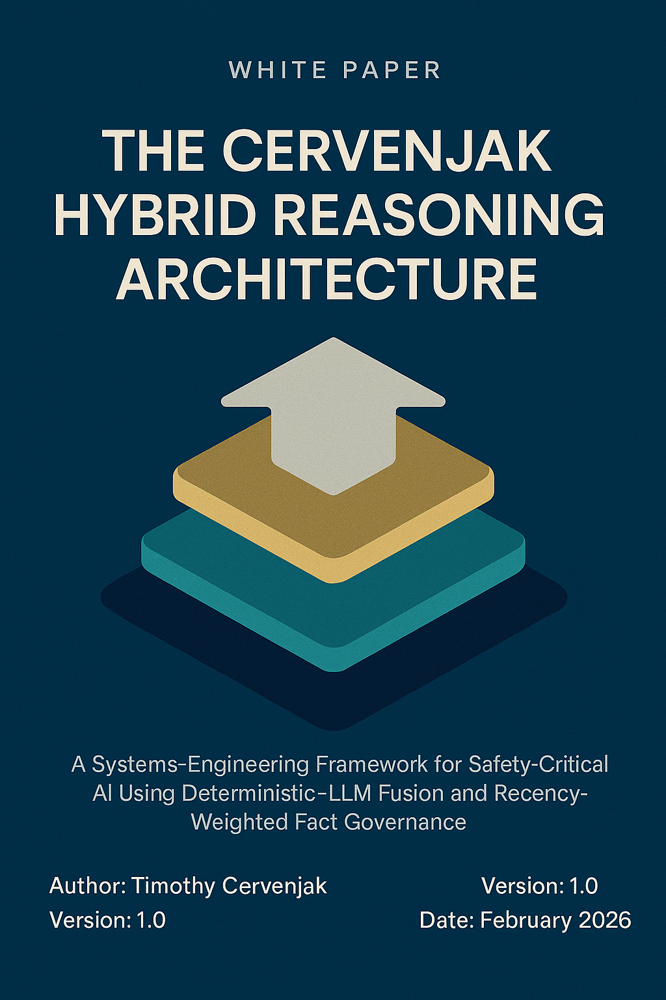 WHITE PAPER
THE CERVENJAK
HYBRID REASONING
ARCHITECTURE
A Systems–Engineering Framework for Safety-Critical
AI Using Deterministic–LLM Fusion and Recency-
Weighted Fact Governance
Author: Timothy Cervenjak
Version: 1.0
Version: 1.0
Date: February 2026